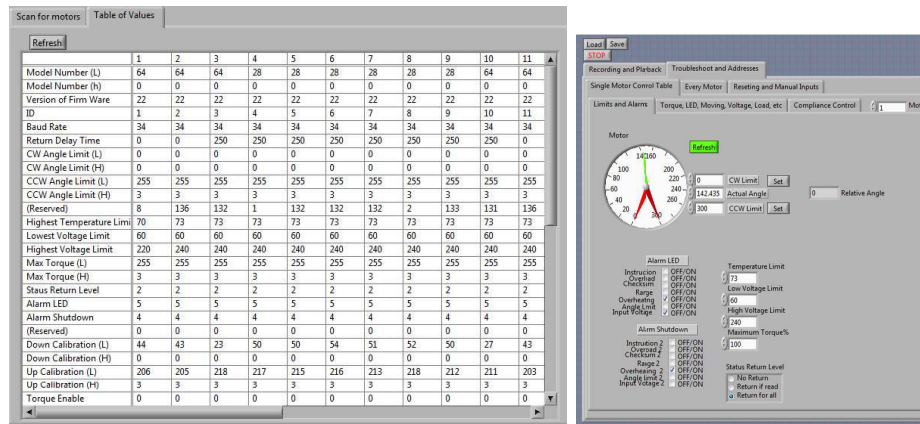 Scan for motors Table of Values
Refresh
1 2 3 4 5 6 7 8 9 10 11
Model Number (L) 64 64 64 28 28 28 28 28 28 64 64
Model Number (h) 0 0 0 0 0 0 0 0 0 0 0
Version of Firm Ware 22 22 22 22 22 22 22 22 22 22 22
ID 1 2 3 4 5 6 7 8 9 10 11
Baud Rate 34 34 34 34 34 34 34 34 34 34 34
Return Delay Time 0 0 250 250 250 250 250 250 250 0 0
CW Angle Limit (L) 0 0 0 0 0 0 0 0 0 0 0
CW Angle Limit (H) 0 0 0 0 0 0 0 0 0 0 0
CCW Angle Limit (L) 255 255 255 255 255 255 255 255 255 255 255
CCW Angle Limit (H) 3 3 3 3 3 3 3 3 3 3 3
(Reserved) 8 136 132 1 132 132 132 2 133 131 136
Highest Temperature Limi 70 73 73 73 73 73 73 73 73 73 73
Lowest Voltage Limit 60 60 60 60 60 60 60 60 60 60 60
Highest Voltage Limit 220 240 240 240 240 240 240 240 240 240 240
Max Torque (L) 255 255 255 255 255 255 255 255 255 255 255
Max Torque (H) 3 3 3 3 3 3 3 3 3 3 3
Staus Return Level 2 2 2 2 2 2 2 2 2 2 2
Alarm LED 5 5 5 5 5 5 5 5 5 5 5
Alarm Shutdown 4 4 4 4 4 4 4 4 4 4 4
(Reserved) 0 0 0 0 0 0 0 0 0 0 0
Down Calibration (L) 44 43 23 50 50 54 51 52 50 27 43
Down Calibration (H) 0 0 0 0 0 0 0 0 0 0 0
Up Calibration (L) 206 205 218 217 215 216 213 218 212 211 203
Up Calibration (H) 3 3 3 3 3 3 3 3 3 3 3
Torque Enable 0 0 0 0 0 0 0 0 0 0 0
Load Save
STOP
Recording and Playback Troubleshoot and Addresses
Single Motor Conrol Table Every Motor Reseting and Manual Inputs
Limits and Alarms Torque, LED, Moving, Voltage, Load, etc Compliance Control 1 Mot
Motor
Refresh
0 20 40 60 80 100 140 160 200 220 240 260 300
0 CW Limit Set
142,435 Actual Angle 0 Relative Angle
300 CCW Limit Set
Alarm LED
Instrucion OFF/ON
Overload OFF/ON
Checksim OFF/ON
Range OFF/ON
Overheating OFF/ON
Angle Limit OFF/ON
Input Voltage OFF/ON
Temperature Limit
73
Low Voltage Limit
60
High Voltage Limit
240
Maximum Torque%
100
Alrm Shutdown
Instruction 2 OFF/ON
Overoad 2 OFF/ON
Checksum 2 OFF/ON
Range 2 OFF/ON
Overheaing 2 OFF/ON
Angle Limit 2 OFF/ON
Input Votage 2 OFF/ON
Status Return Level
No Return
Return if read
Return for all